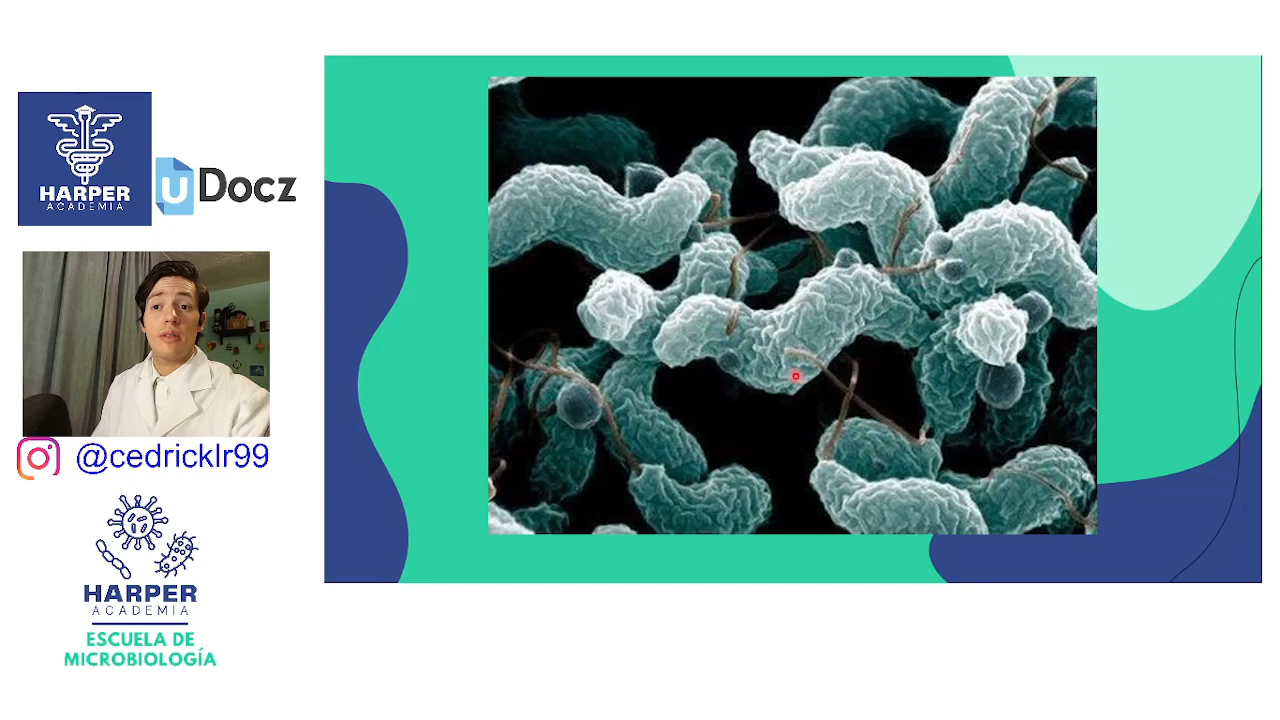 HARPER
ACADEMIA
uDocz
@cedricklr99
HARPER
ACADEMIA
ESCUELA DE
MICROBIOLOGÍA